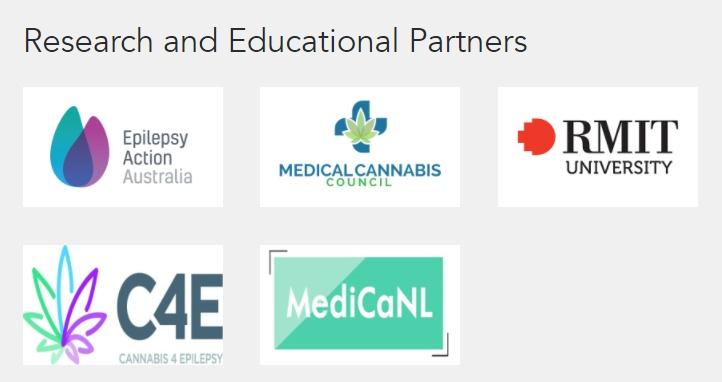 Research and Educational Partners
Epilepsy
Action
Australia
MEDICAL CANNABIS
COUNCIL
RMIT
UNIVERSITY
C4E
CANNABIS 4 EPILEPSY
MediCaNL